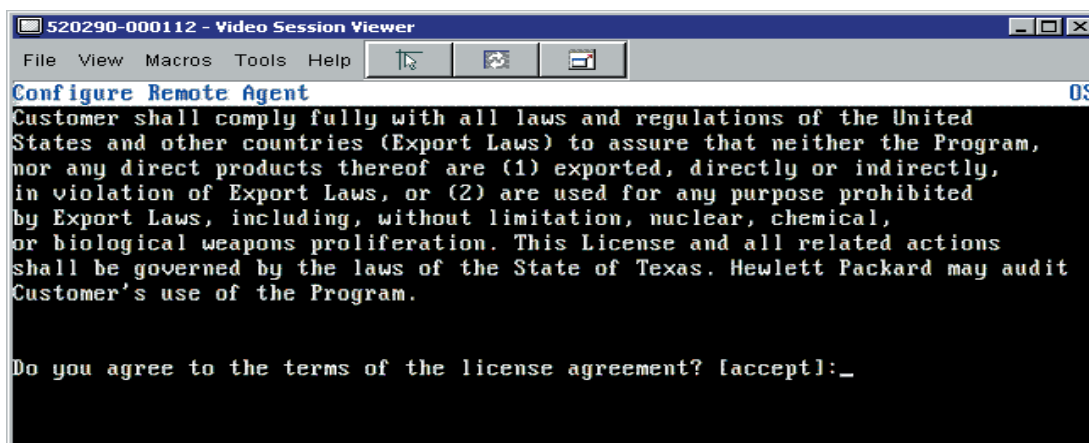 520290-000112 - Video Session Viewer
File View Macros Tools Help
Configure Remote Agent OS
Customer shall comply fully with all laws and regulations of the United
States and other countries (Export Laws) to assure that neither the Program,
nor any direct products thereof are (1) exported, directly or indirectly,
in violation of Export Laws, or (2) are used for any purpose prohibited
by Export Laws, including, without limitation, nuclear, chemical,
or biological weapons proliferation. This License and all related actions
shall be governed by the laws of the State of Texas. Hewlett Packard may audit
Customer's use of the Program.
Do you agree to the terms of the license agreement? [accept]:_